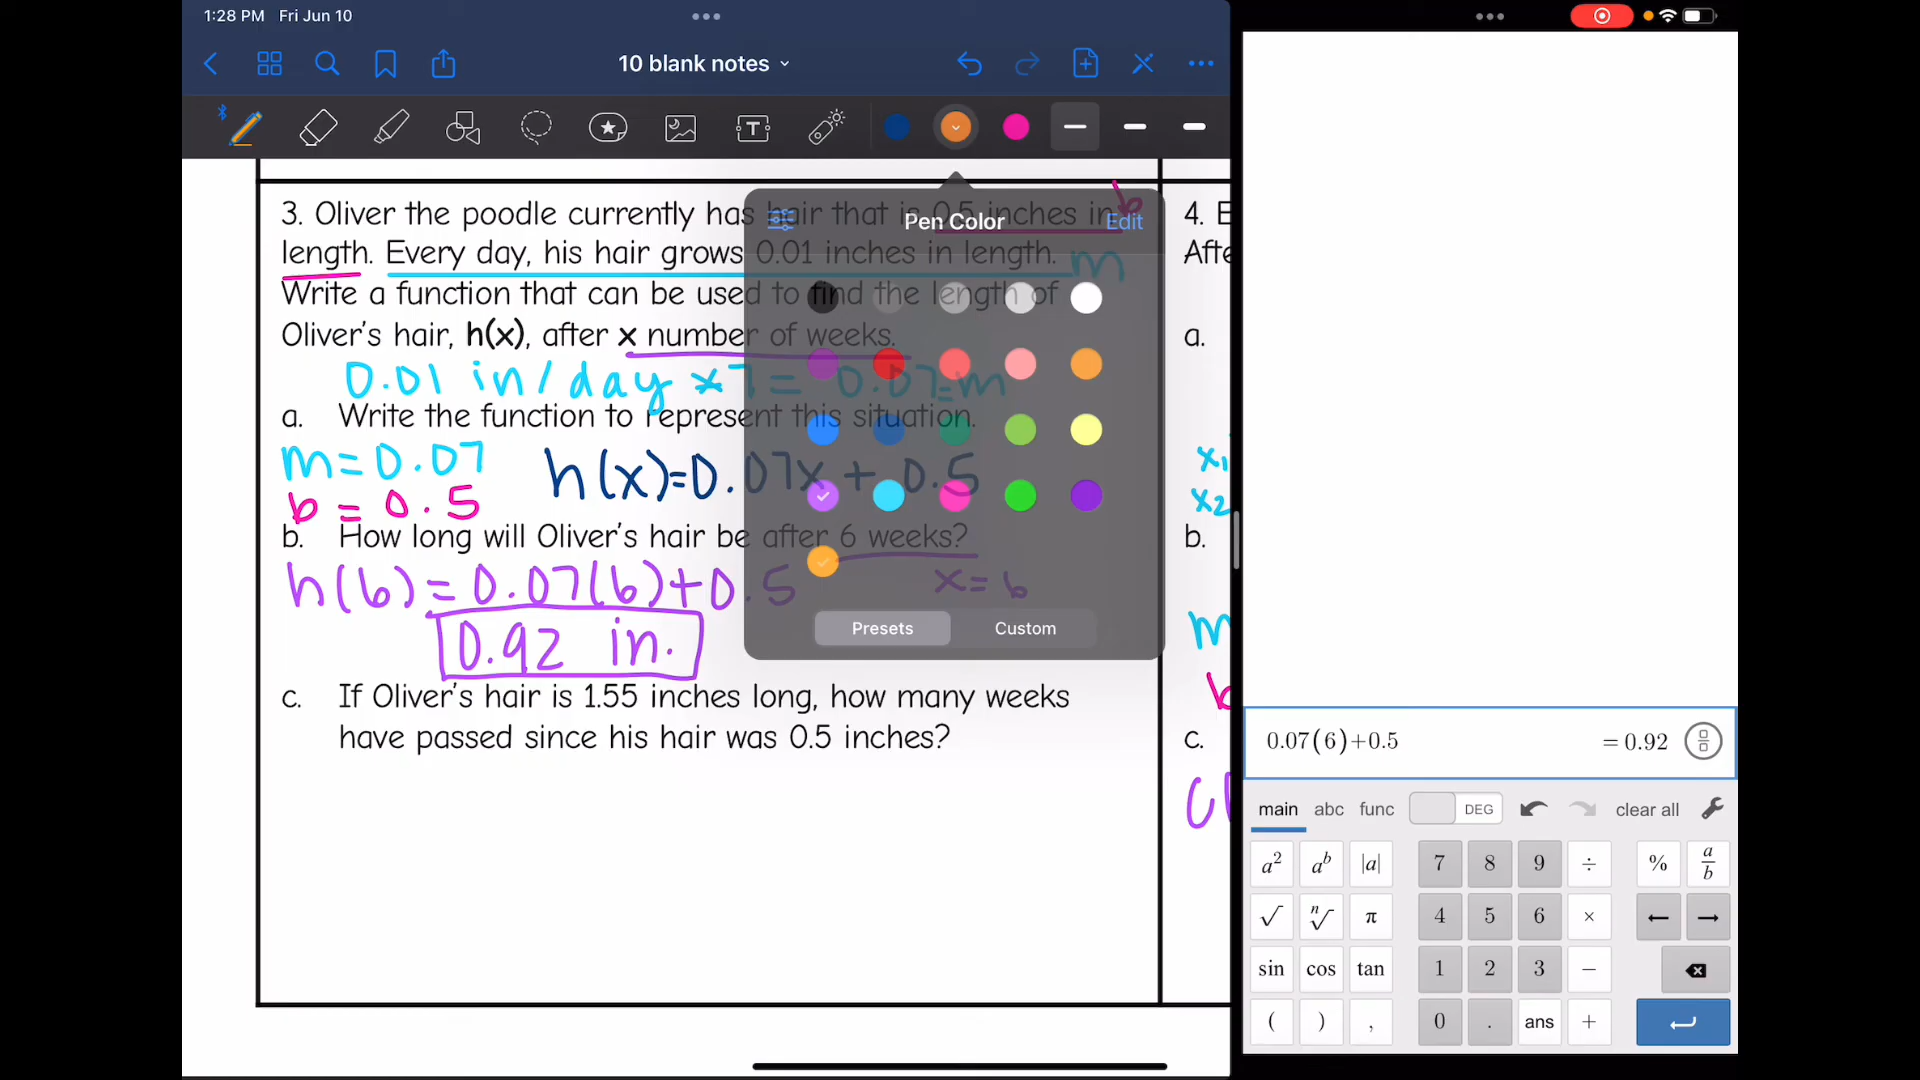 1:28 PM Fri Jun 10
10 blank notes
3. Oliver the poodle currently has hair that is 0.5 inches in b
length. Every day, his hair grows 0.01 inches in length. m
Write a function that can be used to find the length of
Oliver's hair, h(x), after x number of weeks.
0.01 in/day x7 = 0.07=m
a. Write the function to represent this situation.
m=0.07
h(x)=0.07x+0.5
b=0.5
b. How long will Oliver's hair be after 6 weeks?
h(6)=0.07(6)+0.5
x=6
0.92 in.
c. If Oliver's hair is 1.55 inches long, how many weeks
have passed since his hair was 0.5 inches?
Pen Color
Edit
Presets
Custom
4.
a.
x1
x2
b.
m
b
c.
0.07(6)+0.5 =0.92
main abc func DEG clear all
a² aᵇ |a| 7 8 9 ÷ % a/b
√ ⁿ√ π 4 5 6 × ← →
sin cos tan 1 2 3 −
( ) , 0 . ans +